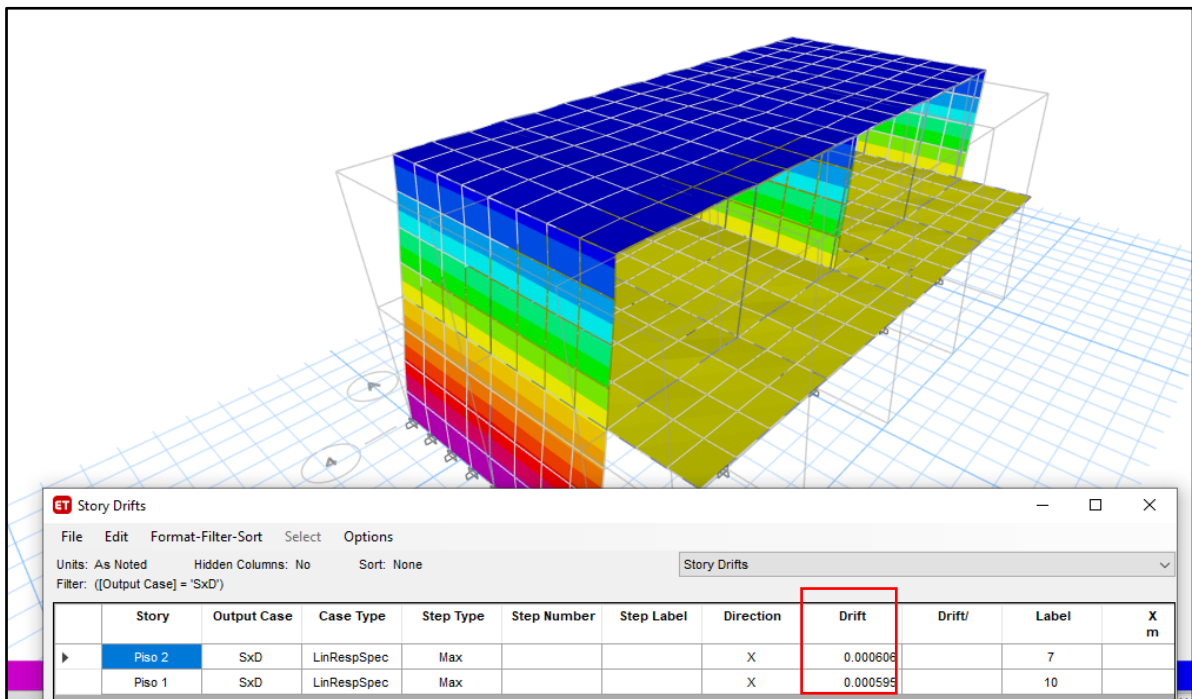 A
A
ET Story Drifts
File Edit Format-Filter-Sort Select Options
Units: As Noted Hidden Columns: No Sort: None Story Drifts
Filter: ([Output Case] = 'SxD')
Story Output Case Case Type Step Type Step Number Step Label Direction Drift Drift/ Label X
m
Piso 2 SxD LinRespSpec Max X 0.000606 7
Piso 1 SxD LinRespSpec Max X 0.000595 10